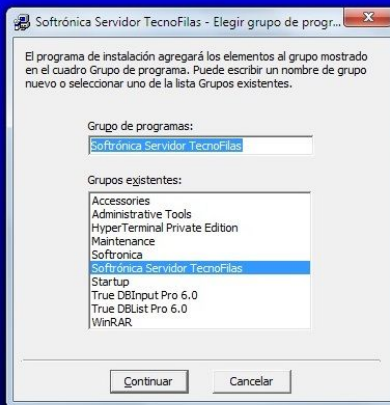 Softrónica Servidor TecnoFilas - Elegir grupo de progr...
El programa de instalación agregará los elementos al grupo mostrado
en el cuadro Grupo de programa. Puede escribir un nombre de grupo
nuevo o seleccionar uno de la lista Grupos existentes.
Grupo de programas:
Softrónica Servidor TecnoFilas
Grupos existentes:
Accessories
Administrative Tools
HyperTerminal Private Edition
Maintenance
Softronica
Softrónica Servidor TecnoFilas
Startup
True DBInput Pro 6.0
True DBList Pro 6.0
WinRAR
Continuar Cancelar